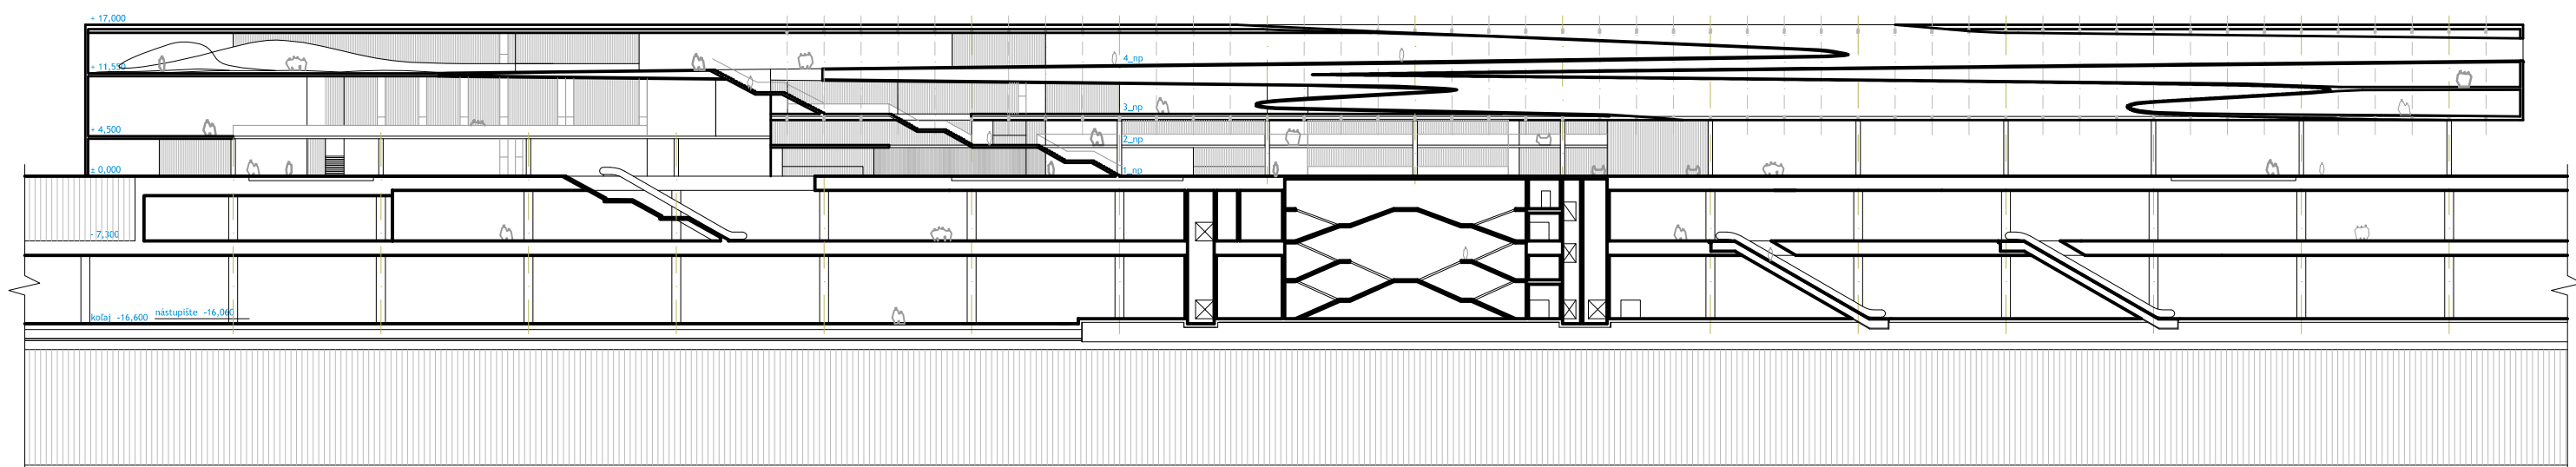 + 17,000
+ 11,550
4_np
3_np
+ 4,500
2_np
± 0,000
1_np
- 7,300
koľaj -16,600 nástupište -16,060